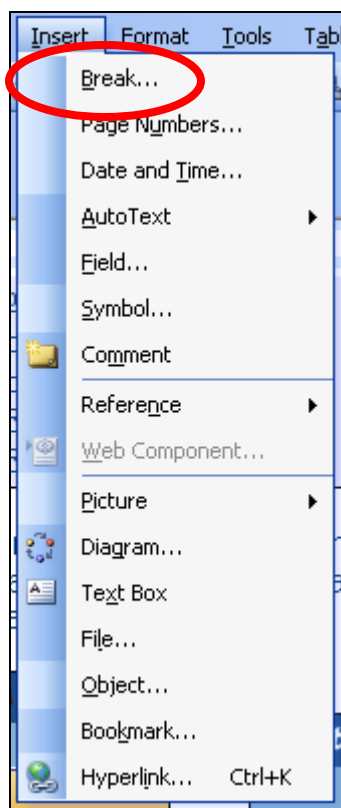 Insert Format Tools Tabl
Break...
Page Numbers...
Date and Time...
AutoText
Field...
Symbol...
Comment
Reference
Web Component...
Picture
Diagram...
Text Box
File...
Object...
Bookmark...
Hyperlink... Ctrl+K